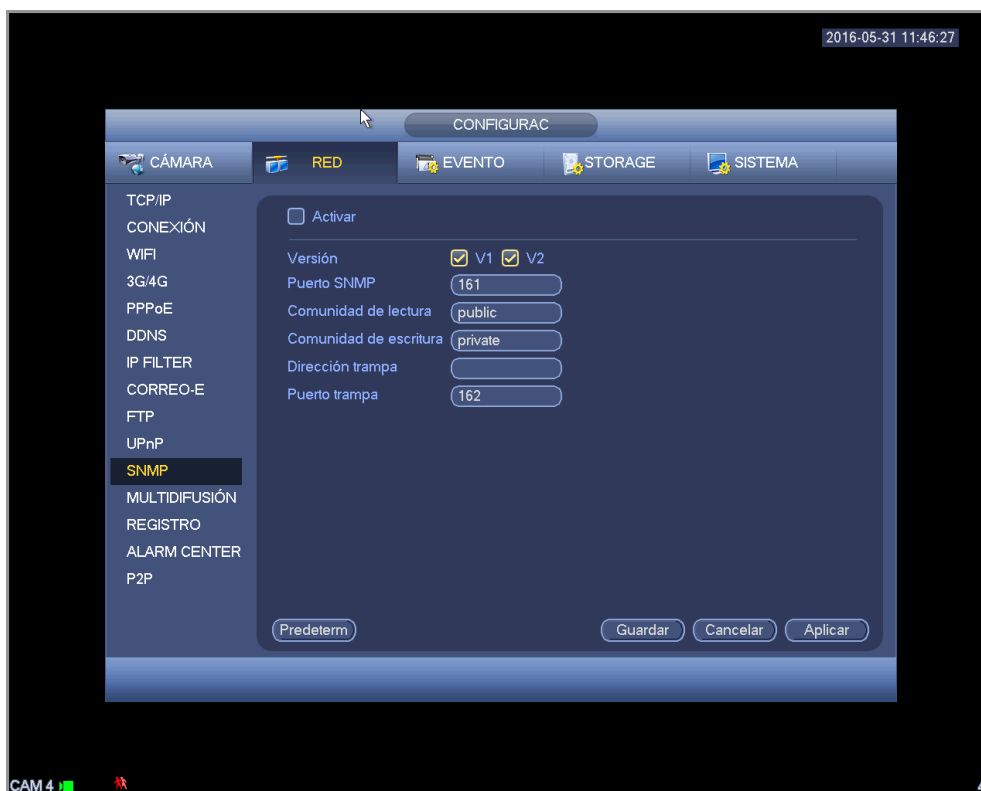 2016-05-31 11:46:27
CONFIGURAC
CÁMARA RED EVENTO STORAGE SISTEMA
TCP/IP
CONEXIÓN
WIFI
3G/4G
PPPoE
DDNS
IP FILTER
CORREO-E
FTP
UPnP
SNMP
MULTIDIFUSIÓN
REGISTRO
ALARM CENTER
P2P
Activar
Versión V1 V2
Puerto SNMP 161
Comunidad de lectura public
Comunidad de escritura private
Dirección trampa
Puerto trampa 162
Predeterm Guardar Cancelar Aplicar
CAM 4